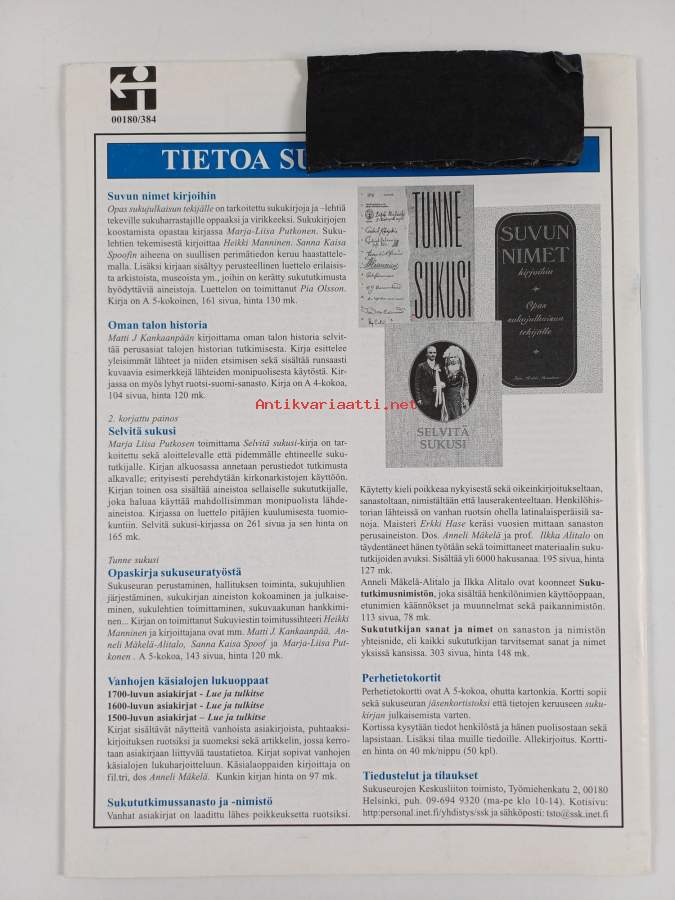 00180/384
TIETOA SU
Suvun nimet kirjoihin
Opas sukujulkaisun tekijälle on tarkoitettu sukukirjoja ja –lehtiä
tekeville sukuharrastajille oppaaksi ja virikkeeksi. Sukukirjojen
koostamista opastaa kirjassa Marja-Liisa Putkonen. Suku-
lehtien tekemisestä kirjoittaa Heikki Manninen. Sanna Kaisa
Spoofin aiheena on suullisen perimätiedon keruu haastattele-
malla. Lisäksi kirjaan sisältyy perusteellinen luettelo erilaisis-
ta arkistoista, museoista ym., joihin on kerätty sukututkimusta
hyödyttäviä aineistoja. Luettelon on toimittanut Pia Olsson.
Kirja on A 5-kokoinen, 161 sivua, hinta 130 mk.
Oman talon historia
Matti J Kankaanpään kirjoittama oman talon historia selvit-
tää perusasiat talojen historian tutkimisesta. Kirja esittelee
yleisimmät lähteet ja niiden etsimisen sekä sisältää runsaasti
kuvaavia esimerkkejä lähteiden monipuolisesta käytöstä. Kir-
jassa on myös lyhyt ruotsi-suomi-sanasto. Kirja on A 4-kokoa,
104 sivua, hinta 120 mk.
2. korjattu painos
Selvitä sukusi
Marja Liisa Putkosen toimittama Selvitä sukusi-kirja on tar-
koitettu sekä aloittelevalle että pidemmälle ehtineelle suku-
tutkijalle. Kirjan alkuosassa annetaan perustiedot tutkimusta
alkavalle; erityisesti perehdytään kirkonarkistojen käyttöön.
Kirjan toinen osa sisältää aineistoa sellaiselle sukututkijalle,
joka haluaa käyttää mahdollisimman monipuolista lähde-
aineistoa. Kirjassa on luettelo pitäjien kuulumisesta tuomio-
kuntiin. Selvitä sukusi-kirjassa on 261 sivua ja sen hinta on
165 mk.
Tunne sukusi
Opaskirja sukuseuratyöstä
Sukuseuran perustaminen, hallituksen toiminta, sukujuhlien
järjestäminen, sukukirjan aineiston kokoaminen ja julkaise-
minen, sukulehtien toimittaminen, sukuvaakunan hankkimi-
nen... Kirjan on toimittanut Sukuviestin toimitussihteeri Heikki
Manninen ja kirjoittajana ovat mm. Matti J. Kankaanpää, An-
neli Mäkelä-Alitalo, Sanna Kaisa Spoof ja Marja-Liisa Put-
konen . A 5-kokoa, 143 sivua, hinta 120 mk.
Vanhojen käsialojen lukuoppaat
1700-luvun asiakirjat - Lue ja tulkitse
1600-luvun asiakirjat - Lue ja tulkitse
1500-luvun asiakirjat – Lue ja tulkitse
Kirjat sisältävät näytteitä vanhoista asiakirjoista, puhtaaksi-
kirjoituksen ruotsiksi ja suomeksi sekä artikkelin, jossa kerro-
taan asiakirjaan liittyvää taustatietoa. Kirjat sopivat vanhojen
käsialojen lukuharjoitteluun. Käsialaoppaiden kirjoittaja on
fil.tri, dos Anneli Mäkelä. Kunkin kirjan hinta on 97 mk.
Sukututkimussanasto ja -nimistö
Vanhat asiakirjat on laadittu lähes poikkeuksetta ruotsiksi.
TUNNE
SUKUSI
SUVUN
NIMET
kirjoihin
Opas
sukujulkaisun
tekijälle
SELVITÄ
SUKUSI
Antikvariaatti.net
Käytetty kieli poikkeaa nykyisestä sekä oikeinkirjoitukseltaan,
sanastoltaan, nimistältään että lauserakenteeltaan. Henkilöhis-
torian lähteissä on vanhan ruotsin ohella latinalaisperäisiä sa-
noja. Maisteri Erkki Hase keräsi vuosien mittaan sanaston
perusaineiston. Dos. Anneli Mäkelä ja prof. Ilkka Alitalo on
täydentäneet hänen työtään sekä toimittaneet materiaalin suku-
tutkijoiden avuksi. Sisältää yli 6000 hakusanaa. 195 sivua, hinta
127 mk.
Anneli Mäkelä-Alitalo ja Ilkka Alitalo ovat koonneet Suku-
tutkimusnimistön, joka sisältää henkilönimien käyttöoppaan,
etunimien käännökset ja muunnelmat sekä paikannimistön.
113 sivua, 78 mk.
Sukututkijan sanat ja nimet on sanaston ja nimistön
yhteisnide, eli kaikki sukututkijan tarvitsemat sanat ja nimet
yksissä kansissa. 303 sivua, hinta 148 mk.
Perhetietokortit
Perhetietokortti ovat A 5-kokoa, ohutta kartonkia. Kortti sopii
sekä sukuseuran jäsenkortistoksi että tietojen keruuseen suku-
kirjan julkaisemista varten.
Kortissa kysytään tiedot henkilöstä ja hänen puolisostaan sekä
lapsistaan. Lisäksi tilaa muille tiedoille. Allekirjoitus. Kortti-
en hinta on 40 mk/nippu (50 kpl).
Tiedustelut ja tilaukset
Sukuseurojen Keskusliiton toimisto, Työmiehenkatu 2, 00180
Helsinki, puh. 09-694 9320 (ma-pe klo 10-14). Kotisivu:
http:personal.inet.fi/yhdistys/ssk ja sähköposti: tsto@ssk.inet.fi